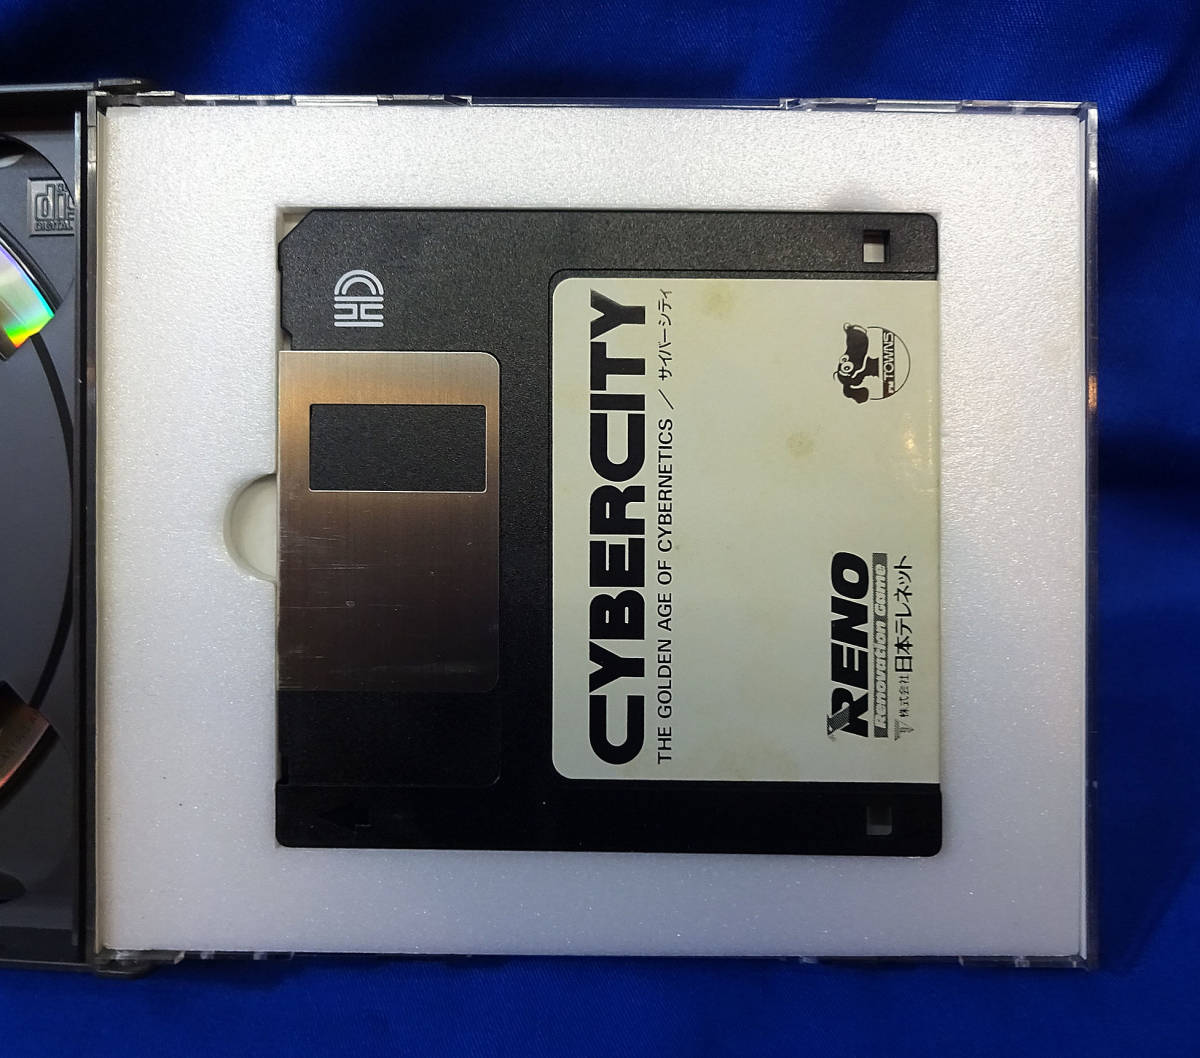 CYBERCITY
THE GOLDEN AGE OF CYBERNETICS / サイバーシティ
FM TOWNS
RENO
Renovation Game
株式会社 日本テレネット
HD
DIGITAL